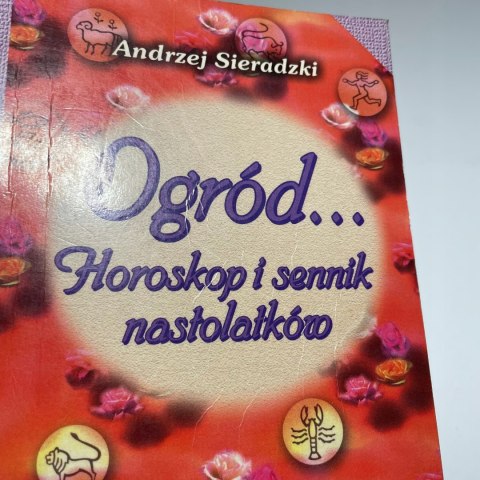 Andrzej Sieradzki
Ogród...
Horoskop i sennik
nastolatków